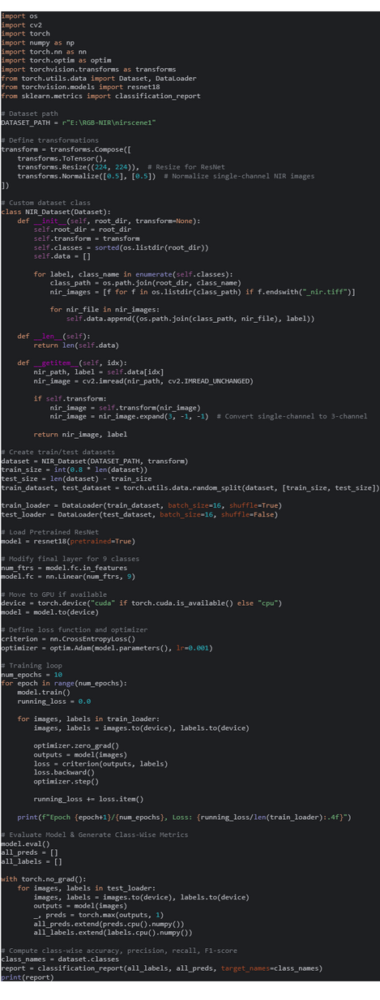 import os
import cv2
import torch
import numpy as np
import torch.nn as nn
import torch.optim as optim
import torchvision.transforms as transforms
from torch.utils.data import Dataset, DataLoader
from torchvision.models import resnet18
from sklearn.metrics import classification_report

# Dataset path
DATASET_PATH = r"E:\RGB-NIR\nirscene1"

# Define transformations
transform = transforms.Compose([
    transforms.ToTensor(),
    transforms.Resize((224, 224)),  # Resize for ResNet
    transforms.Normalize([0.5], [0.5])  # Normalize single-channel NIR images
])

# Custom dataset class
class NIR_Dataset(Dataset):
    def __init__(self, root_dir, transform=None):
        self.root_dir = root_dir
        self.transform = transform
        self.classes = sorted(os.listdir(root_dir))
        self.data = []

        for label, class_name in enumerate(self.classes):
            class_path = os.path.join(root_dir, class_name)
            nir_images = [f for f in os.listdir(class_path) if f.endswith("_nir.tiff")]

            for nir_file in nir_images:
                self.data.append((os.path.join(class_path, nir_file), label))

    def __len__(self):
        return len(self.data)

    def __getitem__(self, idx):
        nir_path, label = self.data[idx]
        nir_image = cv2.imread(nir_path, cv2.IMREAD_UNCHANGED)

        if self.transform:
            nir_image = self.transform(nir_image)
            nir_image = nir_image.expand(3, -1, -1)  # Convert single-channel to 3-channel

        return nir_image, label

# Create train/test datasets
dataset = NIR_Dataset(DATASET_PATH, transform)
train_size = int(0.8 * len(dataset))
test_size = len(dataset) - train_size
train_dataset, test_dataset = torch.utils.data.random_split(dataset, [train_size, test_size])

train_loader = DataLoader(train_dataset, batch_size=16, shuffle=True)
test_loader = DataLoader(test_dataset, batch_size=16, shuffle=False)

# Load Pretrained ResNet
model = resnet18(pretrained=True)

# Modify final layer for 9 classes
num_ftrs = model.fc.in_features
model.fc = nn.Linear(num_ftrs, 9)

# Move to GPU if available
device = torch.device("cuda" if torch.cuda.is_available() else "cpu")
model = model.to(device)

# Define loss function and optimizer
criterion = nn.CrossEntropyLoss()
optimizer = optim.Adam(model.parameters(), lr=0.001)

# Training loop
num_epochs = 10
for epoch in range(num_epochs):
    model.train()
    running_loss = 0.0

    for images, labels in train_loader:
        images, labels = images.to(device), labels.to(device)

        optimizer.zero_grad()
        outputs = model(images)
        loss = criterion(outputs, labels)
        loss.backward()
        optimizer.step()

        running_loss += loss.item()

    print(f"Epoch {epoch+1}/{num_epochs}, Loss: {running_loss/len(train_loader):.4f}")

# Evaluate Model & Generate Class-Wise Metrics
model.eval()
all_preds = []
all_labels = []

with torch.no_grad():
    for images, labels in test_loader:
        images, labels = images.to(device), labels.to(device)
        outputs = model(images)
        _, preds = torch.max(outputs, 1)
        all_preds.extend(preds.cpu().numpy())
        all_labels.extend(labels.cpu().numpy())

# Compute class-wise accuracy, precision, recall, F1-score
class_names = dataset.classes
report = classification_report(all_labels, all_preds, target_names=class_names)
print(report)